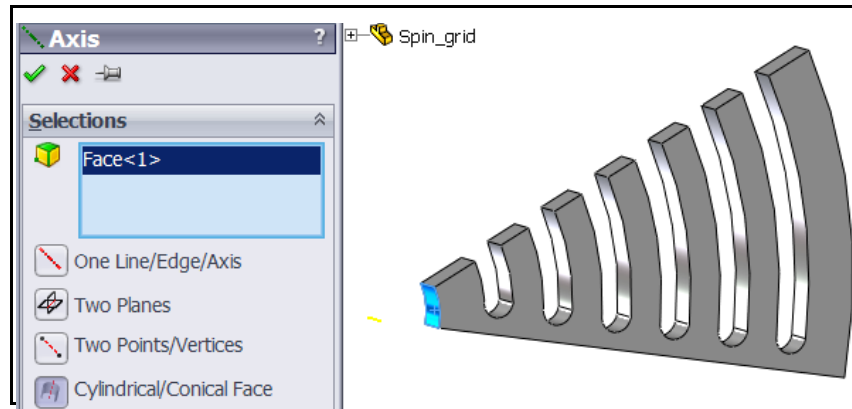 Axis ?
Spin_grid
Selections
Face<1>
One Line/Edge/Axis
Two Planes
Two Points/Vertices
Cylindrical/Conical Face